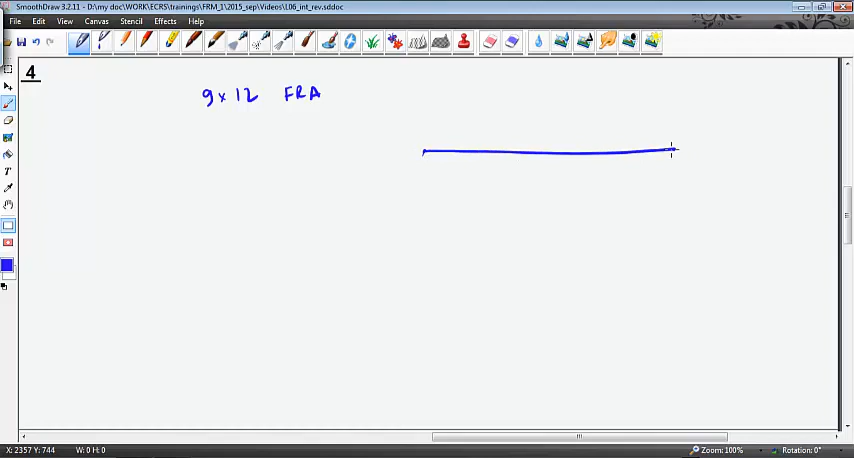 SmoothDraw 3.2.11 - D:\my doc\WORK\ECRS\trainings\FRM_1\2015_sep\Videos\L06_int_rev.sddoc
File Edit View Canvas Stencil Effects Help
4
9 x 12 FRA
T
X: 2357 Y: 744 W: 0 H: 0 Zoom: 100% Rotation: 0°